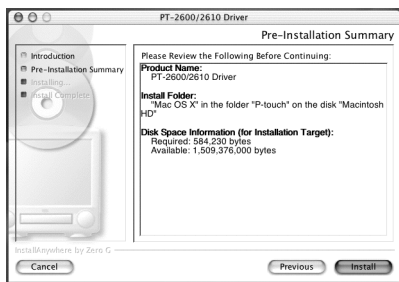 PT-2600/2610 Driver
Pre-Installation Summary
Introduction
Pre-Installation Summary
Installing...
Install Complete
Please Review the Following Before Continuing:
Product Name:
PT-2600/2610 Driver
Install Folder:
"Mac OS X" in the folder "P-touch" on the disk "Macintosh
HD"
Disk Space Information (for Installation Target):
Required: 584,230 bytes
Available: 1,509,376,000 bytes
InstallAnywhere by Zero G
Cancel
Previous
Install